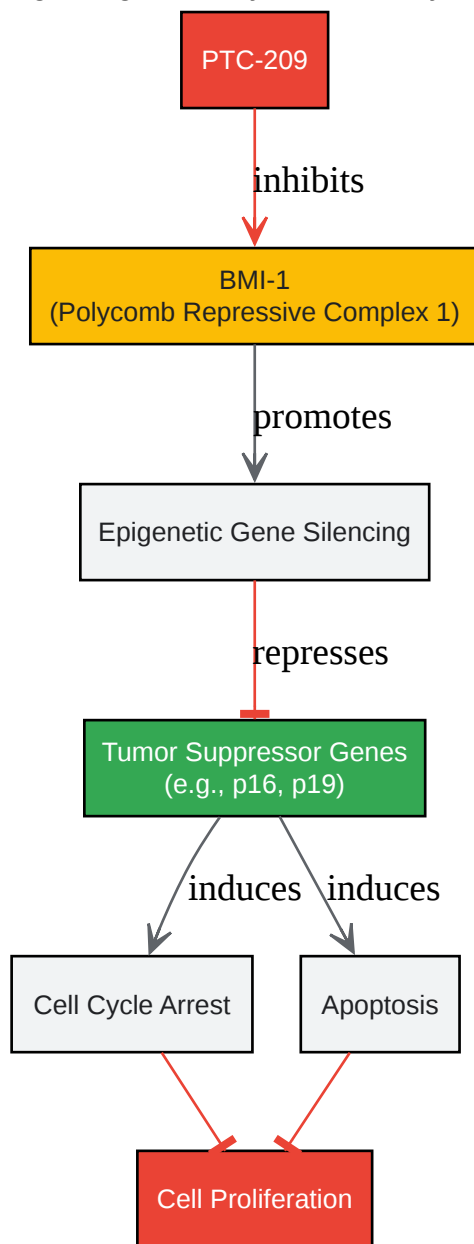 PTC-209
inhibits
BMI-1
(Polycomb Repressive Complex 1)
promotes
Epigenetic Gene Silencing
represses
Tumor Suppressor Genes
(e.g., p16, p19)
induces induces
Cell Cycle Arrest
Apoptosis
Cell Proliferation